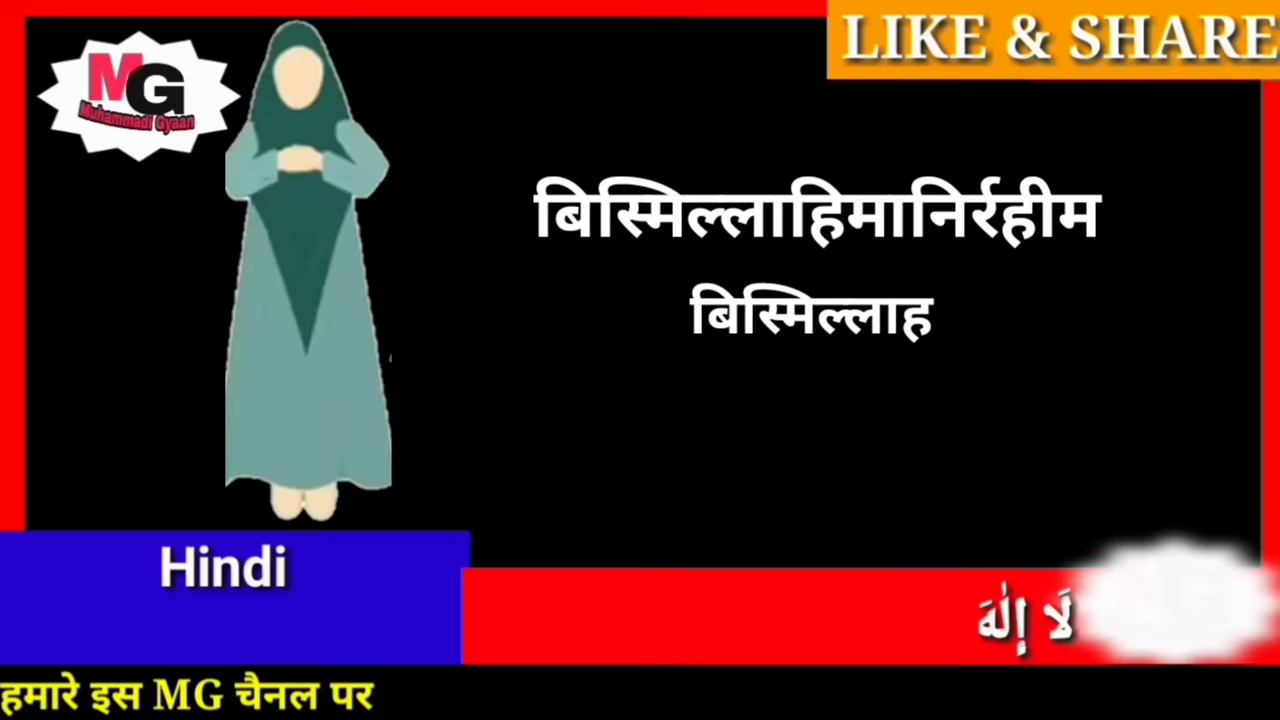 LIKE & SHARE
MG
Muhammadi Gyaan
बिस्मिल्लाहिमानिर्रहीम
बिस्मिल्लाह
Hindi
لَا إِلٰهَ
हमारे इस MG चैनल पर